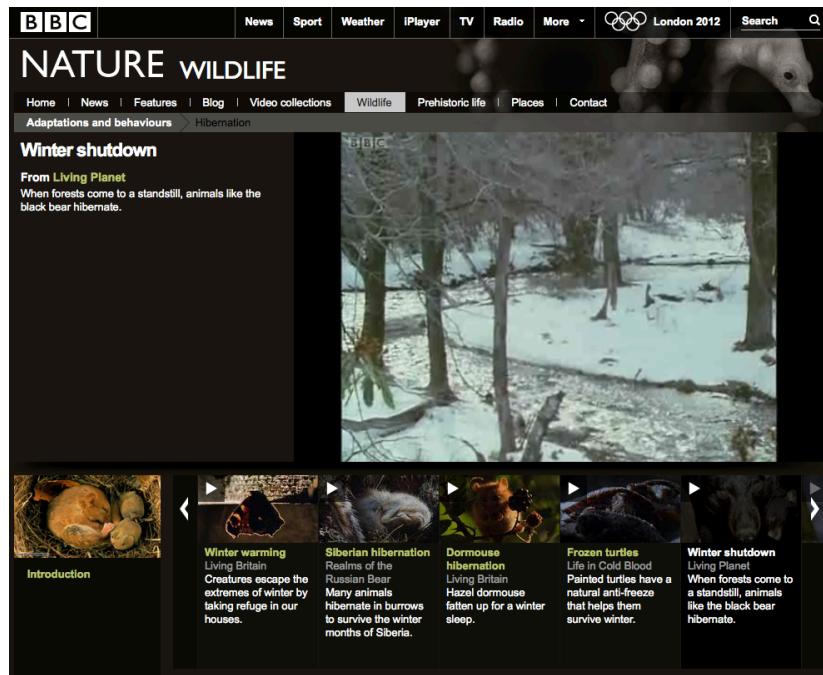 BBC
News Sport Weather iPlayer TV Radio More London 2012 Search
NATURE WILDLIFE
Home News Features Blog Video collections Wildlife Prehistoric life Places Contact
Adaptations and behaviours Hibernation
Winter shutdown
From Living Planet
When forests come to a standstill, animals like the
black bear hibernate.
BBC
Introduction
Winter warming
Living Britain
Creatures escape the
extremes of winter by
taking refuge in our
houses.
Siberian hibernation
Realms of the
Russian Bear
Many animals
hibernate in burrows
to survive the winter
months of Siberia.
Dormouse
hibernation
Living Britain
Hazel dormouse
fatten up for a winter
sleep.
Frozen turtles
Life in Cold Blood
Painted turtles have a
natural anti-freeze
that helps them
survive winter.
Winter shutdown
Living Planet
When forests come to
a standstill, animals
like the black bear
hibernate.